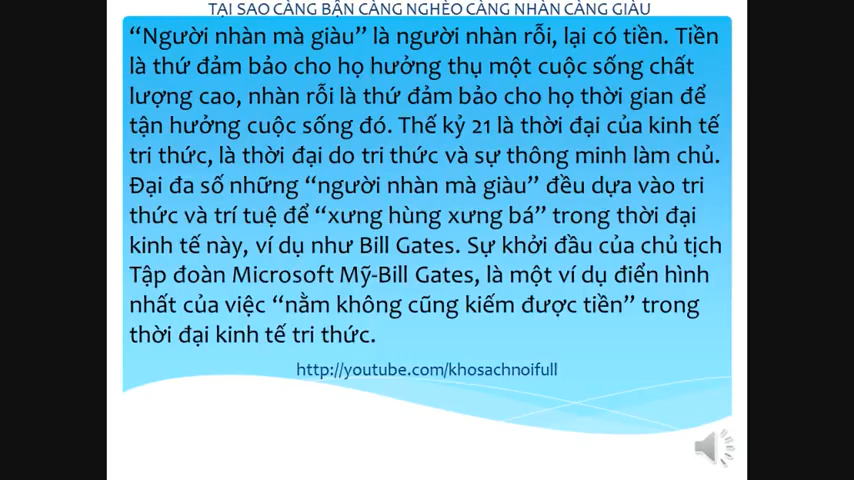 TẠI SAO CÀNG BẬN CÀNG NGHÈO CÀNG NHÀN CÀNG GIÀU
“Người nhàn mà giàu” là người nhàn rỗi, lại có tiền. Tiền
là thứ đảm bảo cho họ hưởng thụ một cuộc sống chất
lượng cao, nhàn rỗi là thứ đảm bảo cho họ thời gian để
tận hưởng cuộc sống đó. Thế kỷ 21 là thời đại của kinh tế
tri thức, là thời đại do tri thức và sự thông minh làm chủ.
Đại đa số những “người nhàn mà giàu” đều dựa vào tri
thức và trí tuệ để “xưng hùng xưng bá” trong thời đại
kinh tế này, ví dụ như Bill Gates. Sự khởi đầu của chủ tịch
Tập đoàn Microsoft Mỹ-Bill Gates, là một ví dụ điển hình
nhất của việc “nằm không cũng kiếm được tiền” trong
thời đại kinh tế tri thức.
http://youtube.com/khosachnoifull